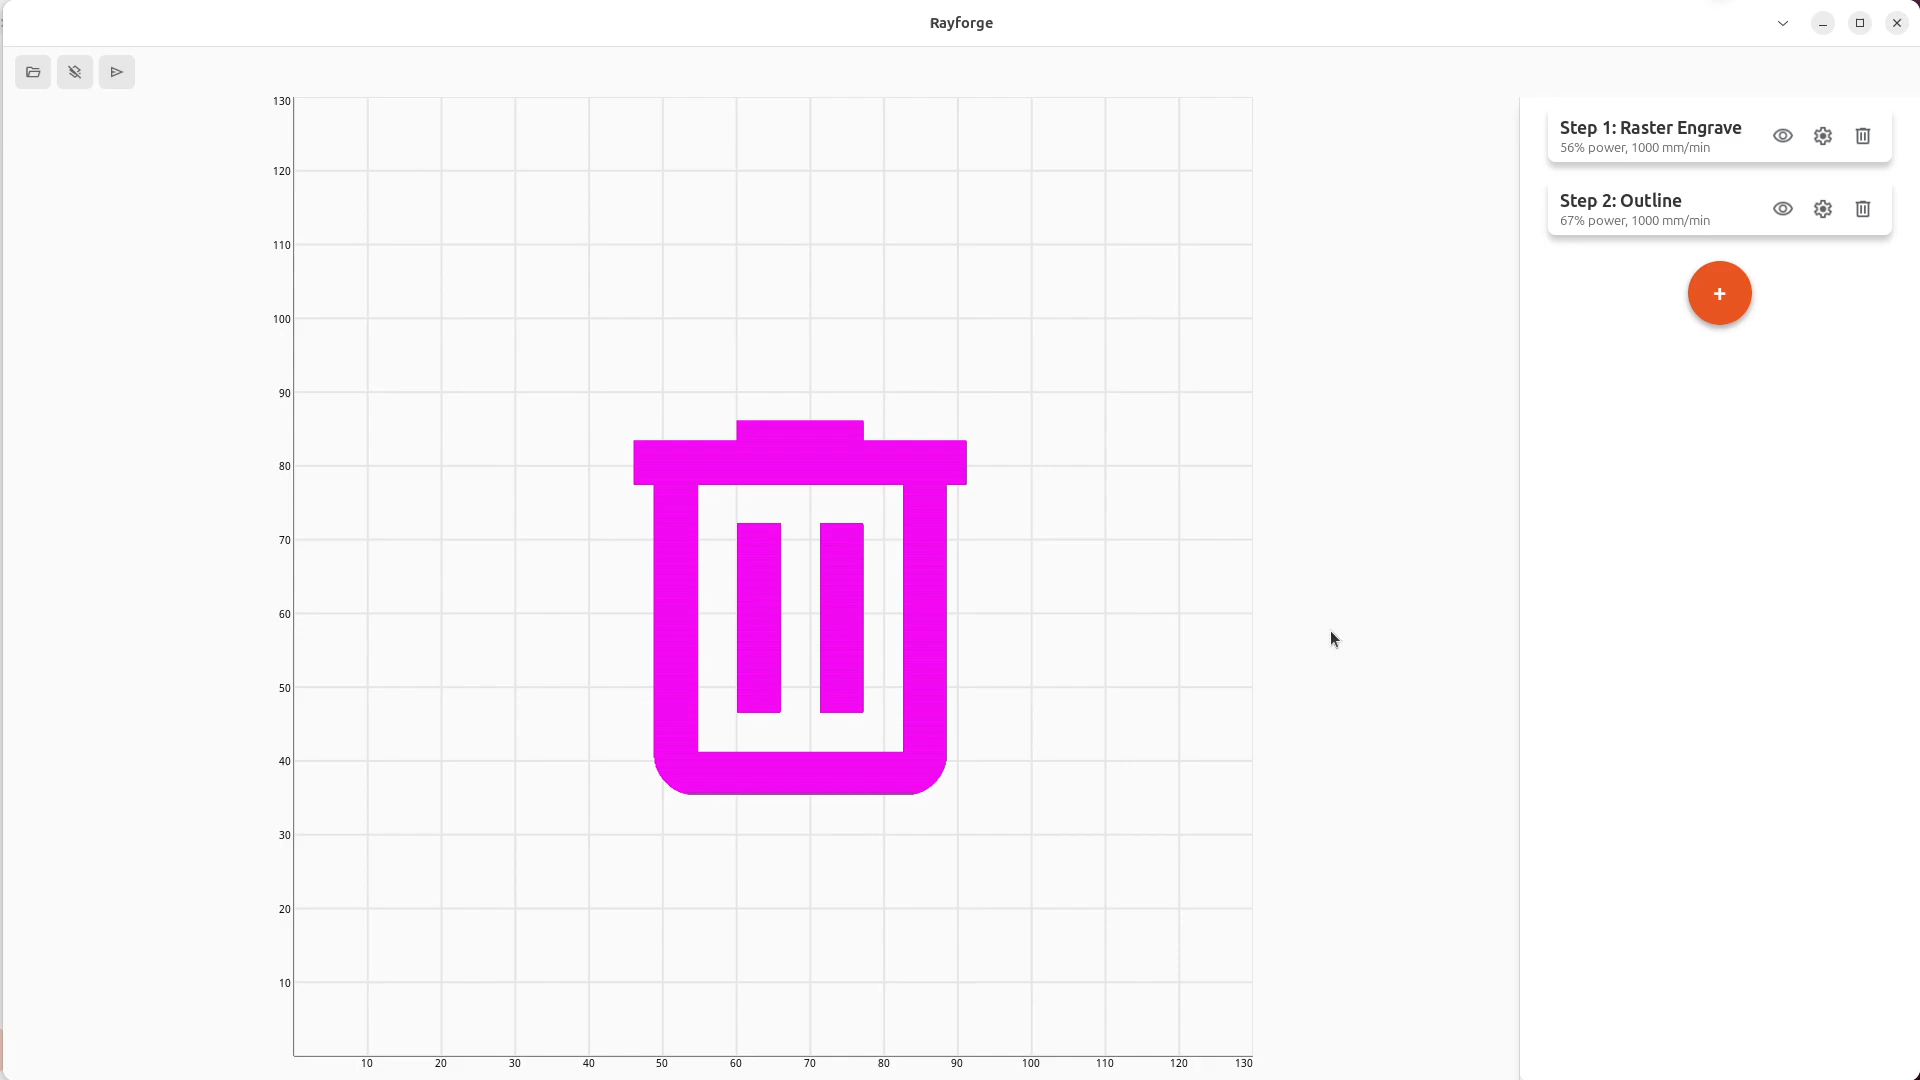 Rayforge
Step 1: Raster Engrave
56% power, 1000 mm/min
Step 2: Outline
67% power, 1000 mm/min
+
130
120
110
100
90
80
70
60
50
40
30
20
10
10 20 30 40 50 60 70 80 90 100 110 120 130